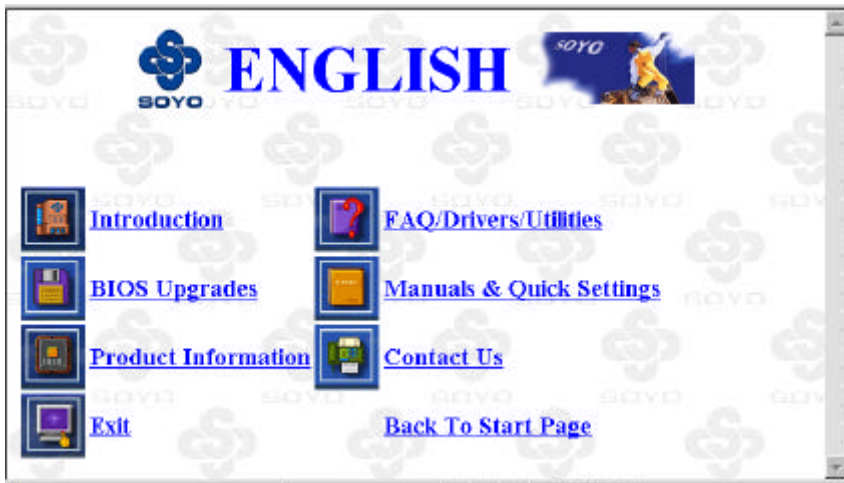 SOYO
ENGLISH
SOYO
Introduction
FAQ/Drivers/Utilities
BIOS Upgrades
Manuals & Quick Settings
Product Information
Contact Us
Exit
Back To Start Page